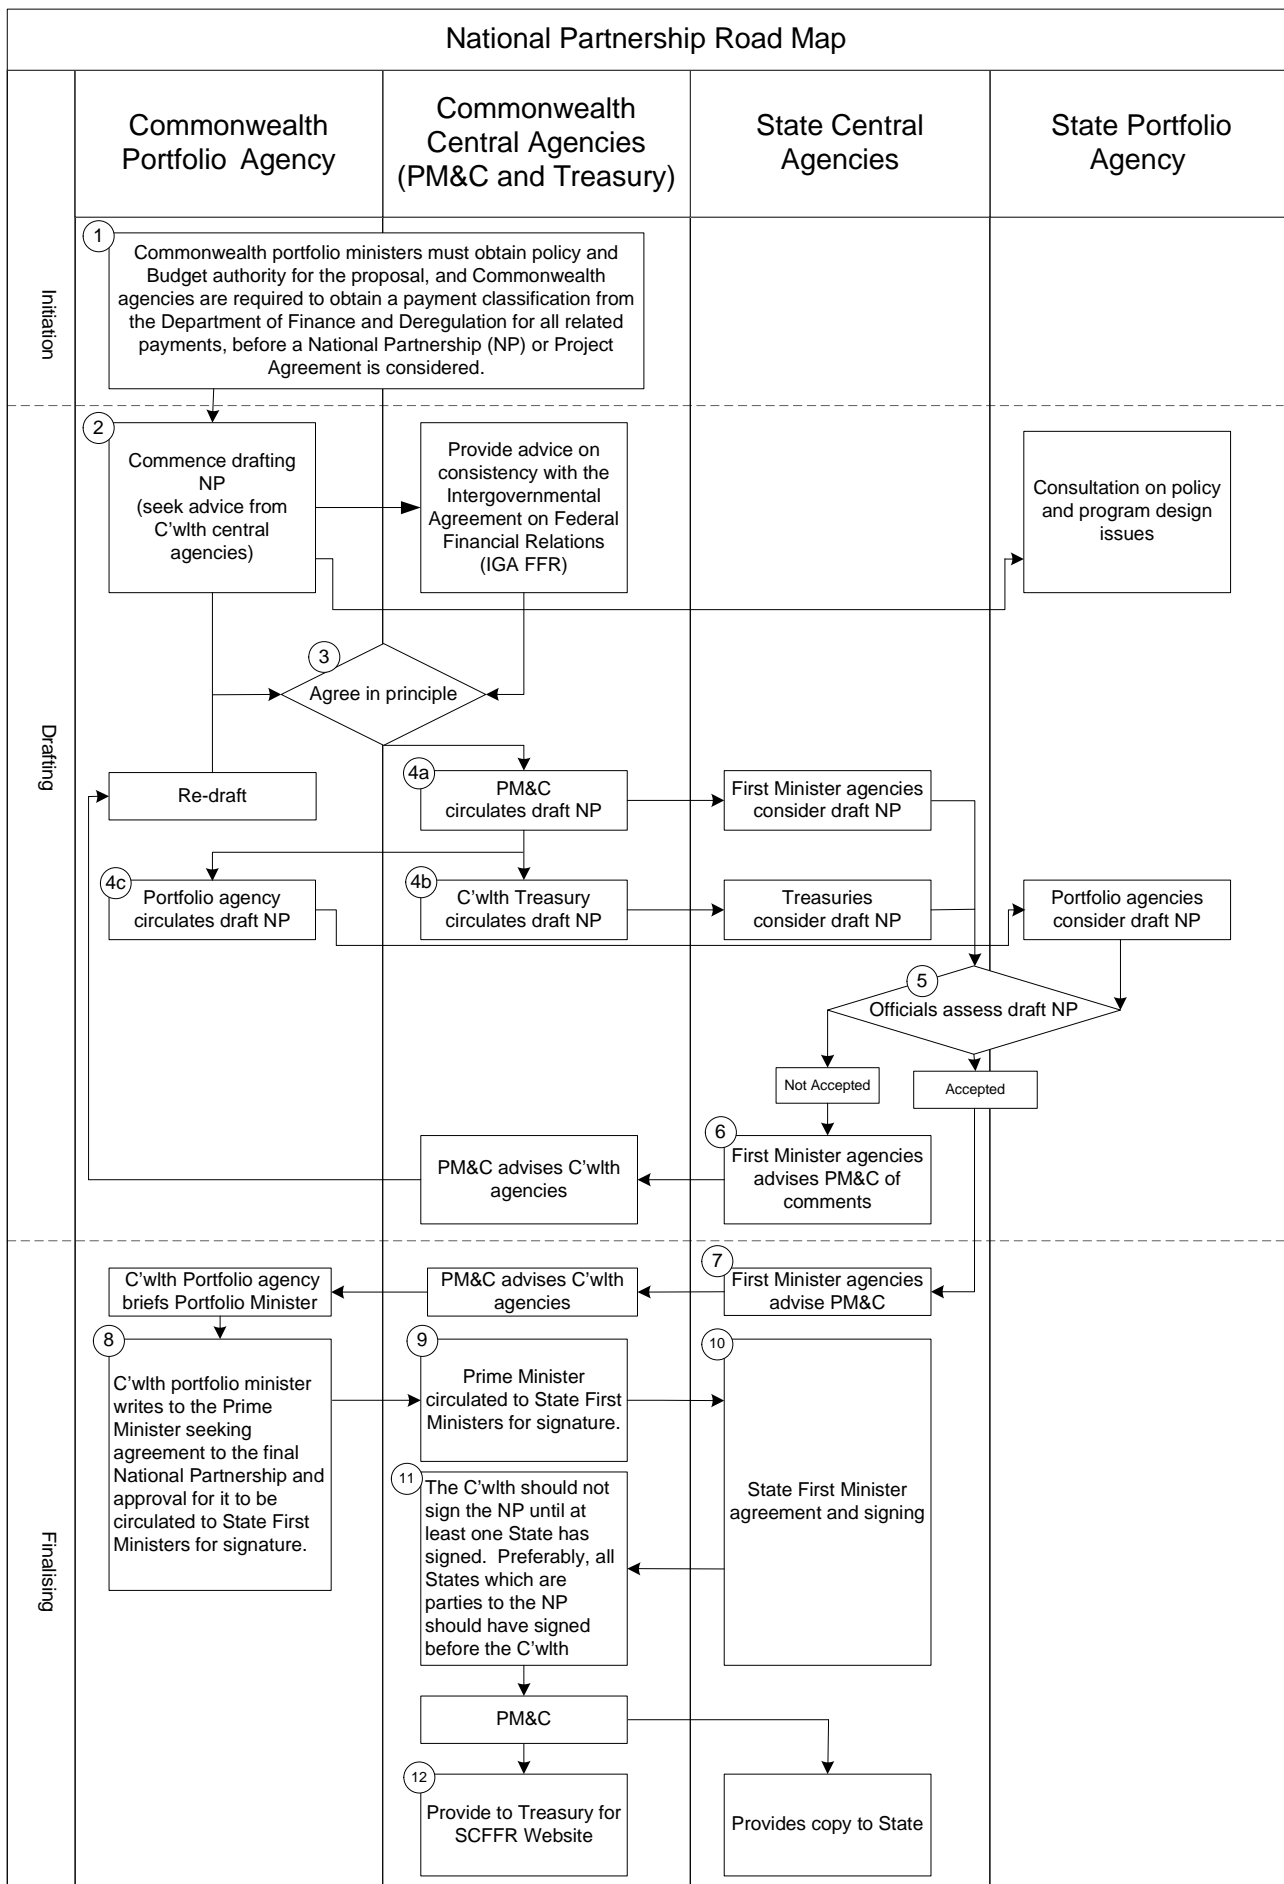 National Partnership Road Map
Commonwealth
Portfolio Agency
Commonwealth
Central Agencies
(PM&C and Treasury)
State Central
Agencies
State Portfolio
Agency
Initiation
1
Commonwealth portfolio ministers must obtain policy and
Budget authority for the proposal, and Commonwealth
agencies are required to obtain a payment classification from
the Department of Finance and Deregulation for all related
payments, before a National Partnership (NP) or Project
Agreement is considered.
Drafting
2
Commence drafting
NP
(seek advice from
C'wlth central
agencies)
Provide advice on
consistency with the
Intergovernmental
Agreement on Federal
Financial Relations
(IGA FFR)
Consultation on policy
and program design
issues
3
Agree in principle
Re-draft
4a
PM&C
circulates draft NP
First Minister agencies
consider draft NP
4c
Portfolio agency
circulates draft NP
4b
C'wlth Treasury
circulates draft NP
Treasuries
consider draft NP
Portfolio agencies
consider draft NP
5
Officials assess draft NP
Not Accepted
Accepted
6
First Minister agencies
advises PM&C of
comments
PM&C advises C'wlth
agencies
Finalising
C'wlth Portfolio agency
briefs Portfolio Minister
PM&C advises C'wlth
agencies
7
First Minister agencies
advise PM&C
8
C'wlth portfolio minister
writes to the Prime
Minister seeking
agreement to the final
National Partnership and
approval for it to be
circulated to State First
Ministers for signature.
9
Prime Minister
circulated to State First
Ministers for signature.
10
State First Minister
agreement and signing
11
The C'wlth should not
sign the NP until at
least one State has
signed.  Preferably, all
States which are
parties to the NP
should have signed
before the C'wlth
PM&C
12
Provide to Treasury for
SCFFR Website
Provides copy to State